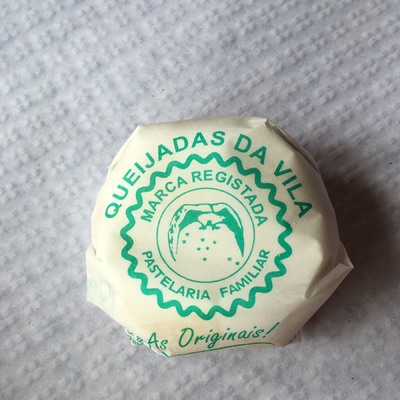 QUEIJADAS DA VILA
MARCA REGISTADA
PASTELARIA FAMILIAR
As Originais!